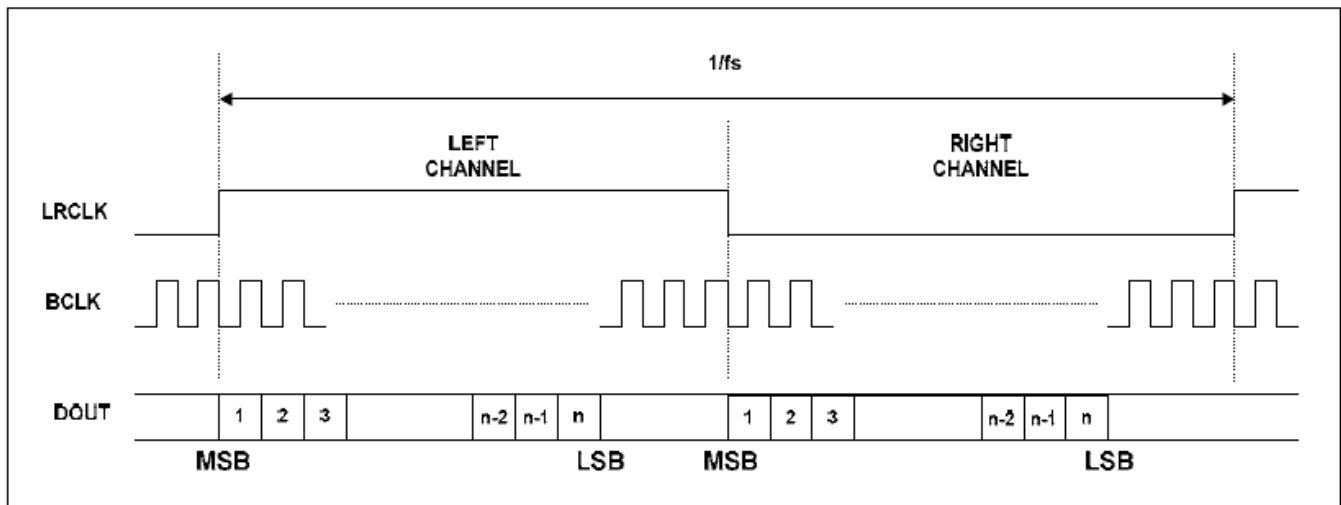 1/fs
LEFT
CHANNEL
RIGHT
CHANNEL
LRCLK
BCLK
DOUT
1 2 3 n-2 n-1 n 1 2 3 n-2 n-1 n
MSB LSB MSB LSB